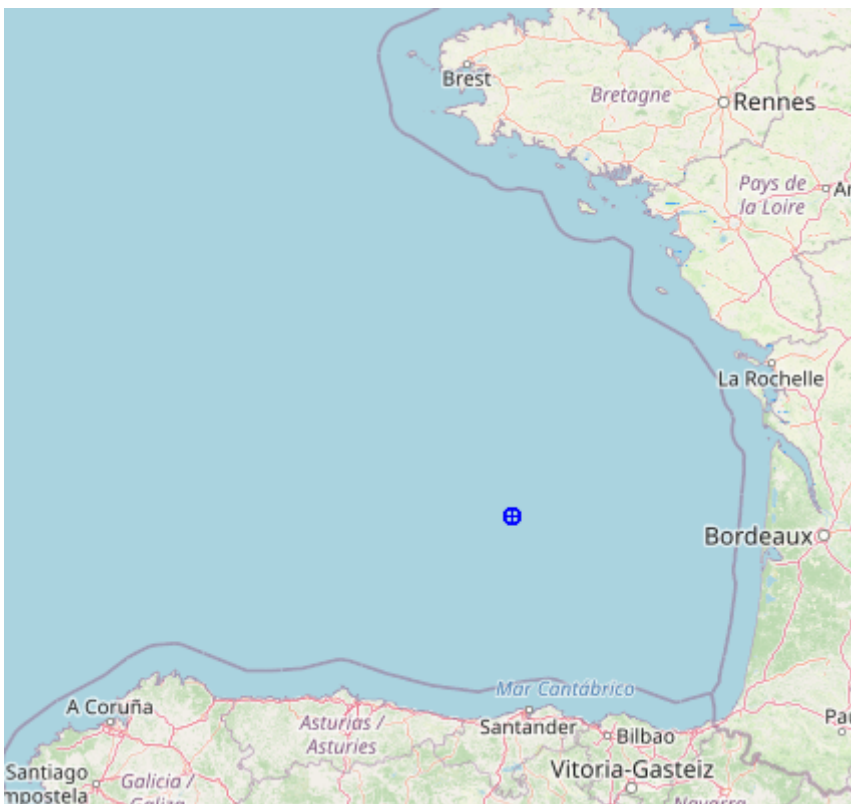 Brest
Bretagne
Rennes
Pays de
la Loire
La Rochelle
Bordeaux
Mar Cantábrico
A Coruña
Santander
Asturias /
Asturies
Bilbao
Vitoria-Gasteiz
Santiago
Galicia /